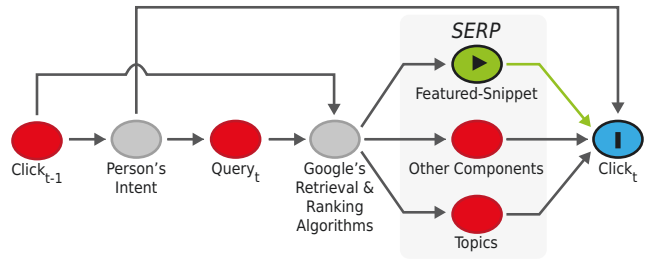 SERP
Featured-Snippet
Click t-1
Person's
Intent
Query t
Google's
Retrieval &
Ranking
Algorithms
Other Components
Topics
Click t